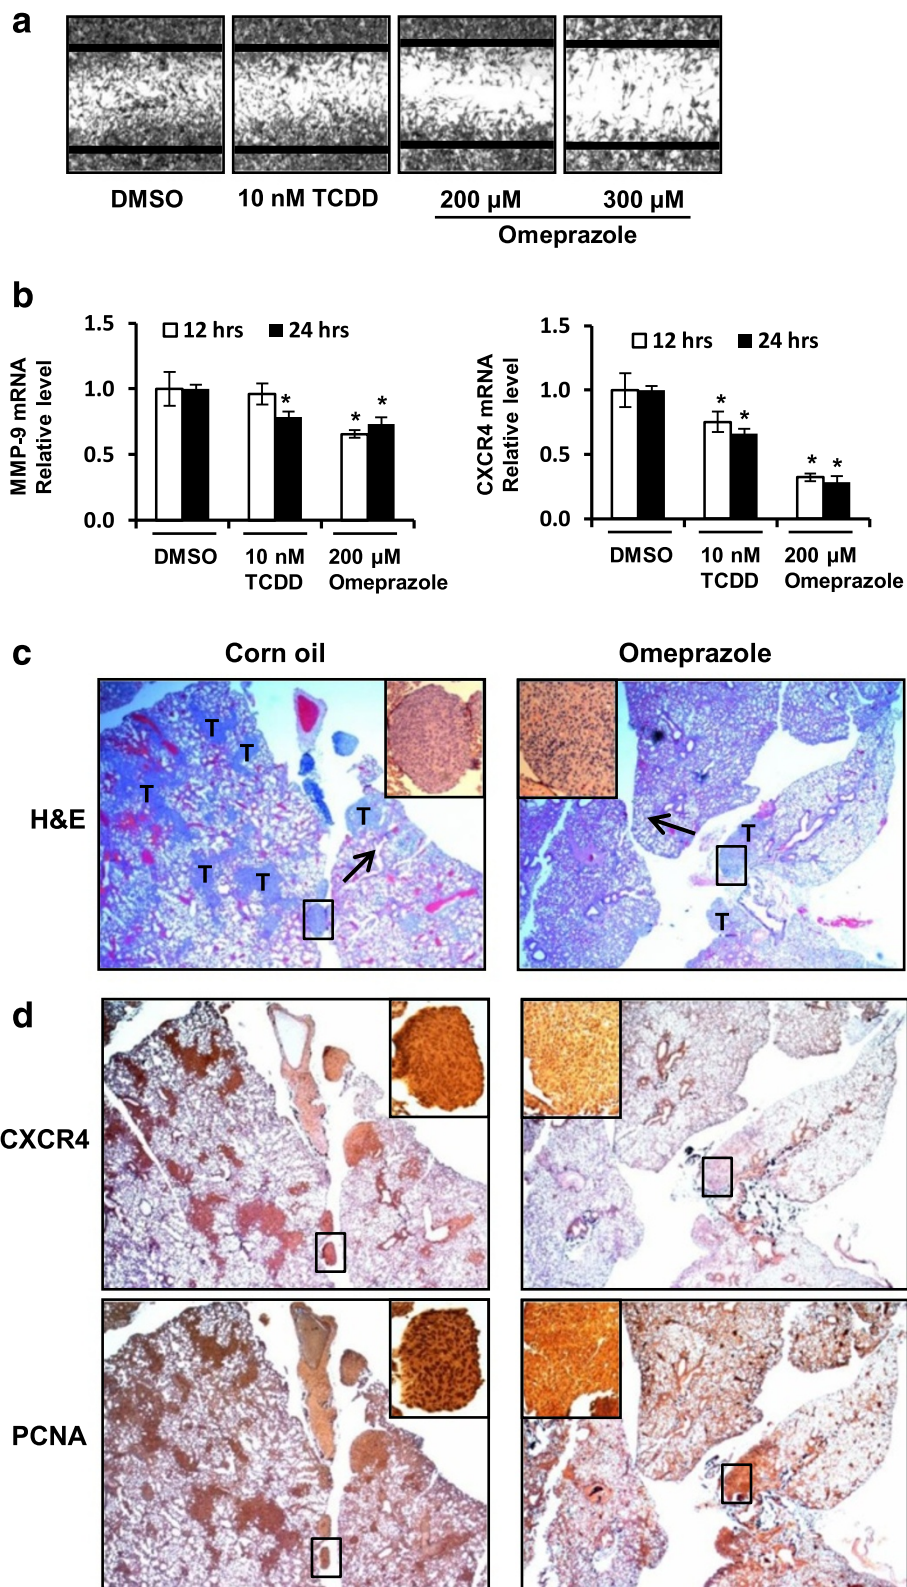 a
DMSO
10 nM TCDD
200 µM
300 µM
Omeprazole
b
1.5
1.0
0.5
0.0
MMP-9 mRNA
Relative level
12 hrs
24 hrs
*
*
*
DMSO
10 nM
TCDD
200 µM
Omeprazole
1.5
1.0
0.5
0.0
CXCR4 mRNA
Relative level
12 hrs
24 hrs
*
*
*
*
DMSO
10 nM
TCDD
200 µM
Omeprazole
c
Corn oil
Omeprazole
H&E
T
T
T
T
T
T
T
T
d
CXCR4
PCNA